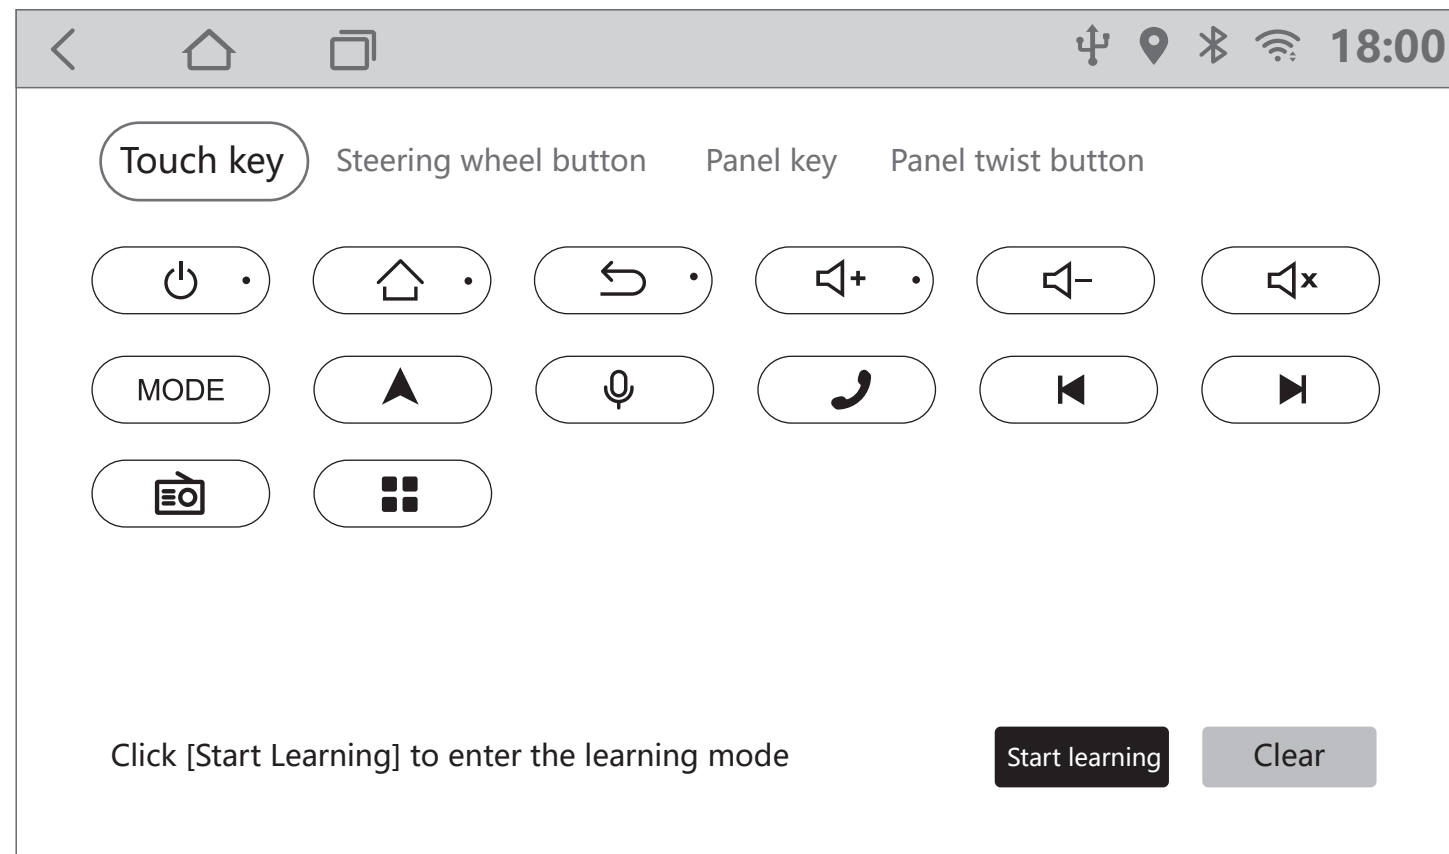 18:00
Touch key Steering wheel button Panel key Panel twist button
MODE
Click [Start Learning] to enter the learning mode Start learning Clear